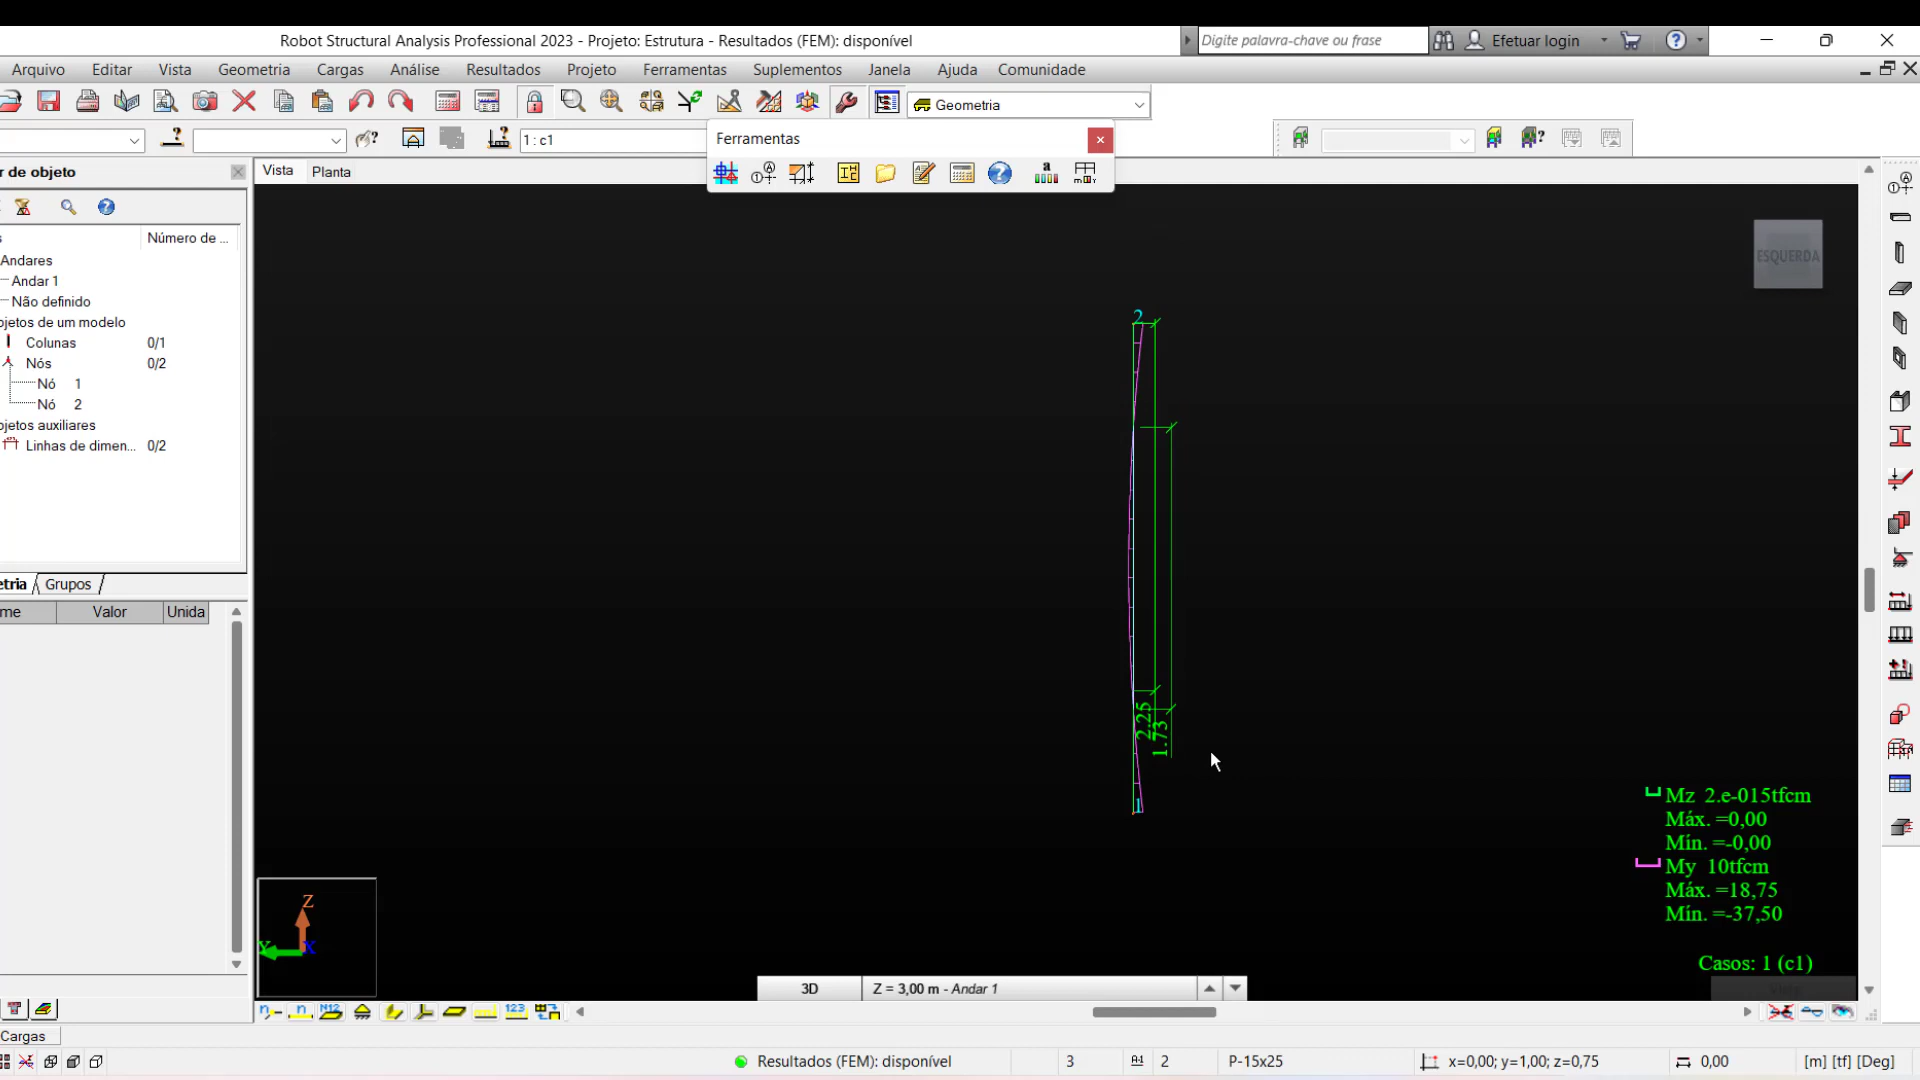 Robot Structural Analysis Professional 2023 - Projeto: Estrutura - Resultados (FEM): disponível
Digite palavra-chave ou frase
Efetuar login
Arquivo Editar Vista Geometria Cargas Análise Resultados Projeto Ferramentas Suplementos Janela Ajuda Comunidade
Geometria
1 : c1
Ferramentas
r de objeto
Vista Planta
ESQUERDA
s Número de ...
Andares
Andar 1
Não definido
ojetos de um modelo
Colunas 0/1
Nós 0/2
Nó 1
Nó 2
ojetos auxiliares
Linhas de dimen... 0/2
etria Grupos
me Valor Unida
2
2.25
1.73
1
Mz 2.e-015tfcm
Máx. =0,00
Mín. =-0,00
My 10tfcm
Máx. =18,75
Mín. =-37,50
Casos: 1 (c1)
Z
Y X
3D Z = 3,00 m - Andar 1
Cargas
Resultados (FEM): disponível 3 2 P-15x25 x=0,00; y=1,00; z=0,75 0,00 [m] [tf] [Deg]